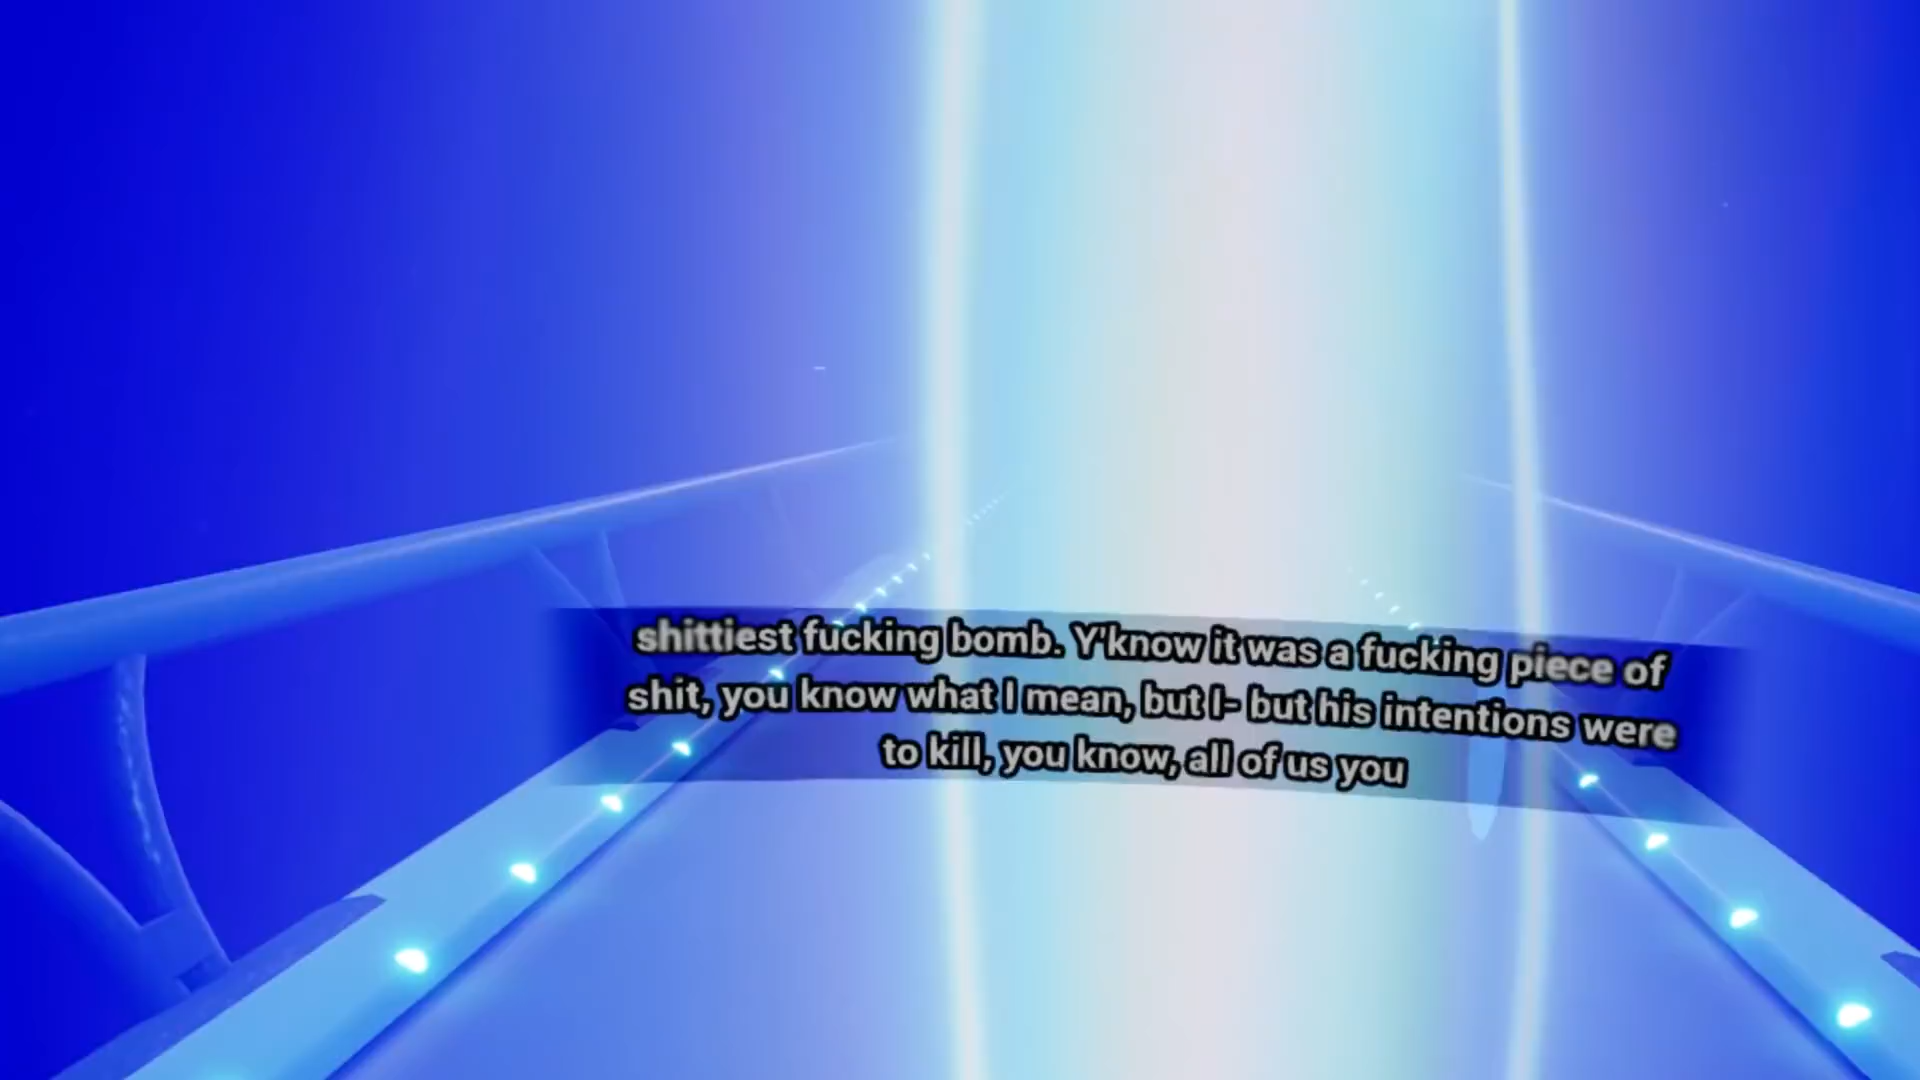 shittiest fucking bomb. Y'know it was a fucking piece of
shit, you know what I mean, but I- but his intentions were
to kill, you know, all of us you